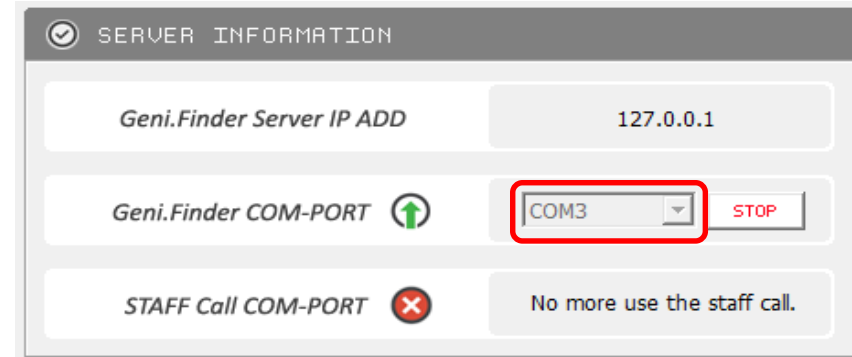 SERVER INFORMATION
Geni.Finder Server IP ADD 127.0.0.1
Geni.Finder COM-PORT COM3 STOP
STAFF Call COM-PORT No more use the staff call.